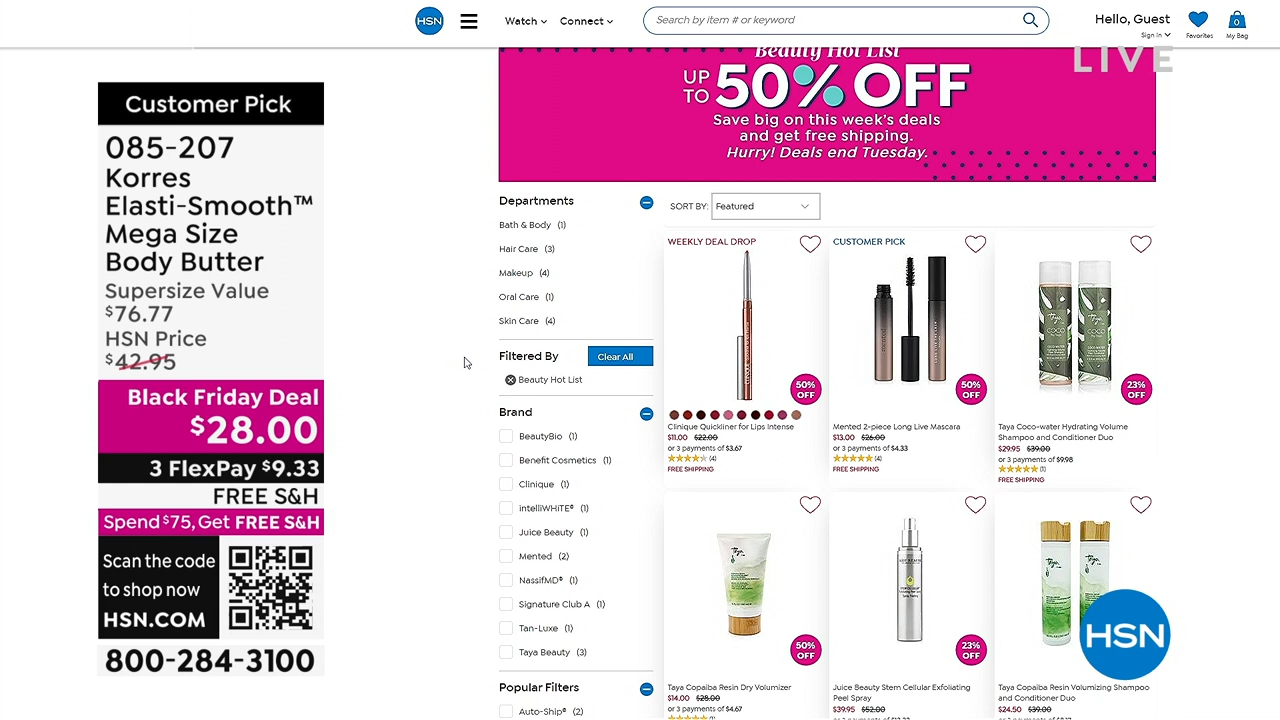 HSN
Watch
Connect
Search by item # or keyword
Hello, Guest
Sign In
Favorites
0
My Bag
LIVE
Customer Pick
085-207
Korres
Elasti-Smooth™
Mega Size
Body Butter
Supersize Value
$76.77
HSN Price
$42.95
Black Friday Deal
$28.00
3 FlexPay $9.33
FREE S&H
Spend $75, Get FREE S&H
Scan the code
to shop now
HSN.COM
800-284-3100
Beauty Hot List
UP TO 50% OFF
Save big on this week's deals
and get free shipping.
Hurry! Deals end Tuesday.
Departments
Bath & Body (1)
Hair Care (3)
Makeup (4)
Oral Care (1)
Skin Care (4)
Filtered By
Clear All
Beauty Hot List
Brand
BeautyBio (1)
Benefit Cosmetics (1)
Clinique (1)
intelliWHiTE® (1)
Juice Beauty (1)
Mented (2)
NassifMD® (1)
Signature Club A (1)
Tan-Luxe (1)
Taya Beauty (3)
Popular Filters
Auto-Ship® (2)
SORT BY: Featured
WEEKLY DEAL DROP
50% OFF
Clinique Quickliner for Lips Intense
$11.00 $22.00
or 3 payments of $3.67
(4)
FREE SHIPPING
CUSTOMER PICK
50% OFF
Mented 2-piece Long Live Mascara
$13.00 $26.00
or 3 payments of $4.33
(4)
FREE SHIPPING
23% OFF
Taya Coco-water Hydrating Volume
Shampoo and Conditioner Duo
$29.95 $39.00
or 3 payments of $9.98
(1)
FREE SHIPPING
50% OFF
Taya Copaiba Resin Dry Volumizer
$14.00 $28.00
or 3 payments of $4.67
23% OFF
Juice Beauty Stem Cellular Exfoliating
Peel Spray
$39.95 $52.00
Taya Copaiba Resin Volumizing Shampoo
and Conditioner Duo
$24.50 $39.00
HSN